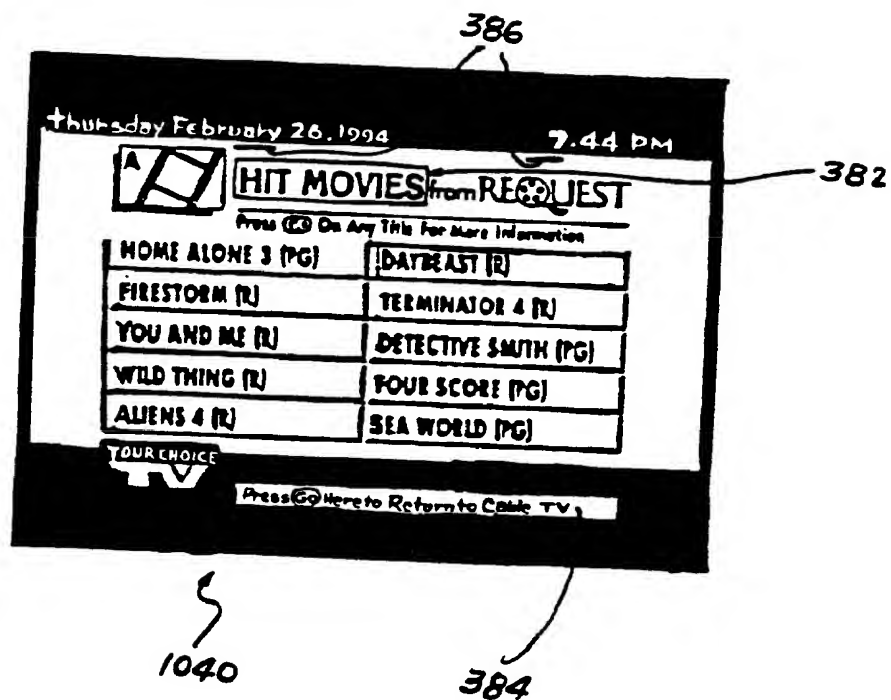 386
Thursday February 26.1994 7.44 PM
382
A HIT MOVIES from REQUEST
Press GO On Any Title For More Information
HOME ALONE 3 (PG) DAYBEAST (R)
FIRESTORM (R) TERMINATOR 4 (R)
YOU AND ME (R) DETECTIVE SMITH (PG)
WILD THING (R) FOUR SCORE (PG)
ALIENS 4 (R) SEA WORLD (PG)
YOUR CHOICE
TV
Press GO Here to Return to Cable TV.
1040 384